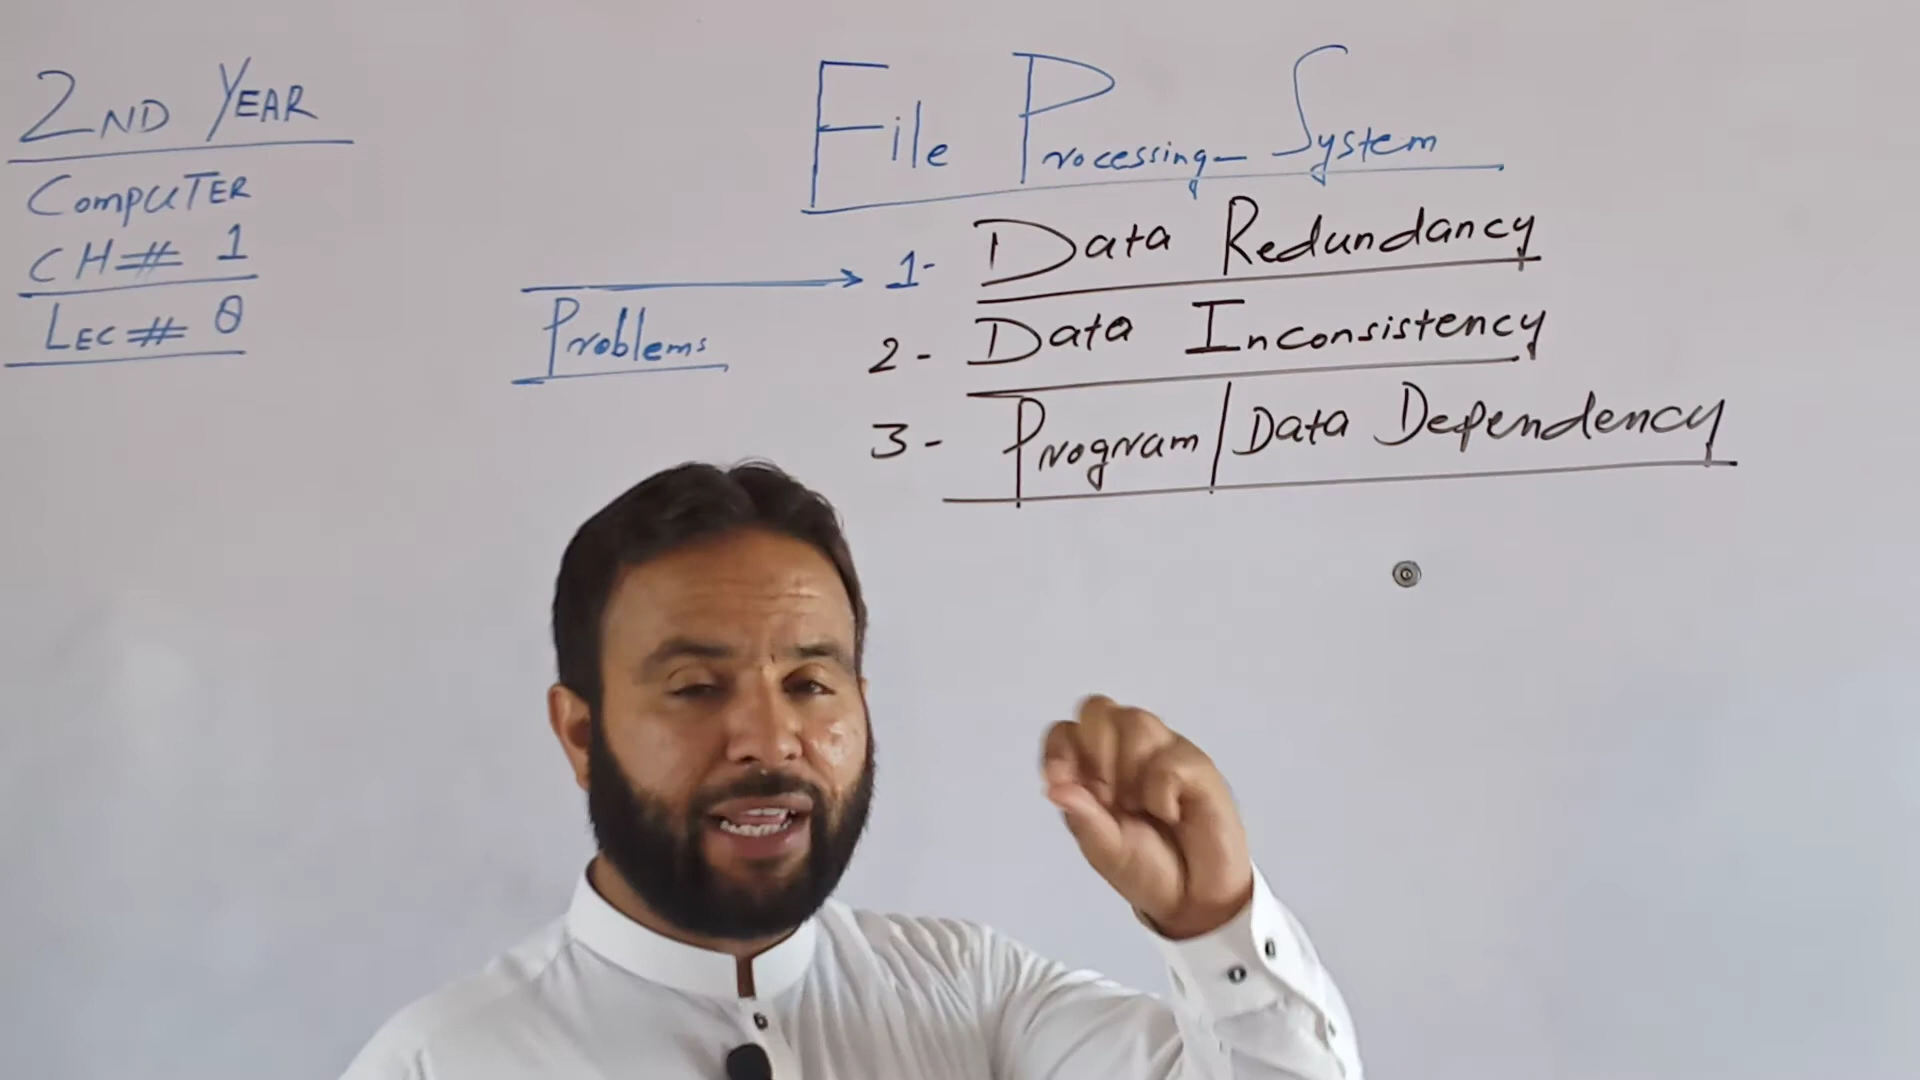 2ND YEAR
COMPUTER
CH# 1
LEC# 8
File Processing System
Problems
1- Data Redundancy
2- Data Inconsistency
3- Program/Data Dependency